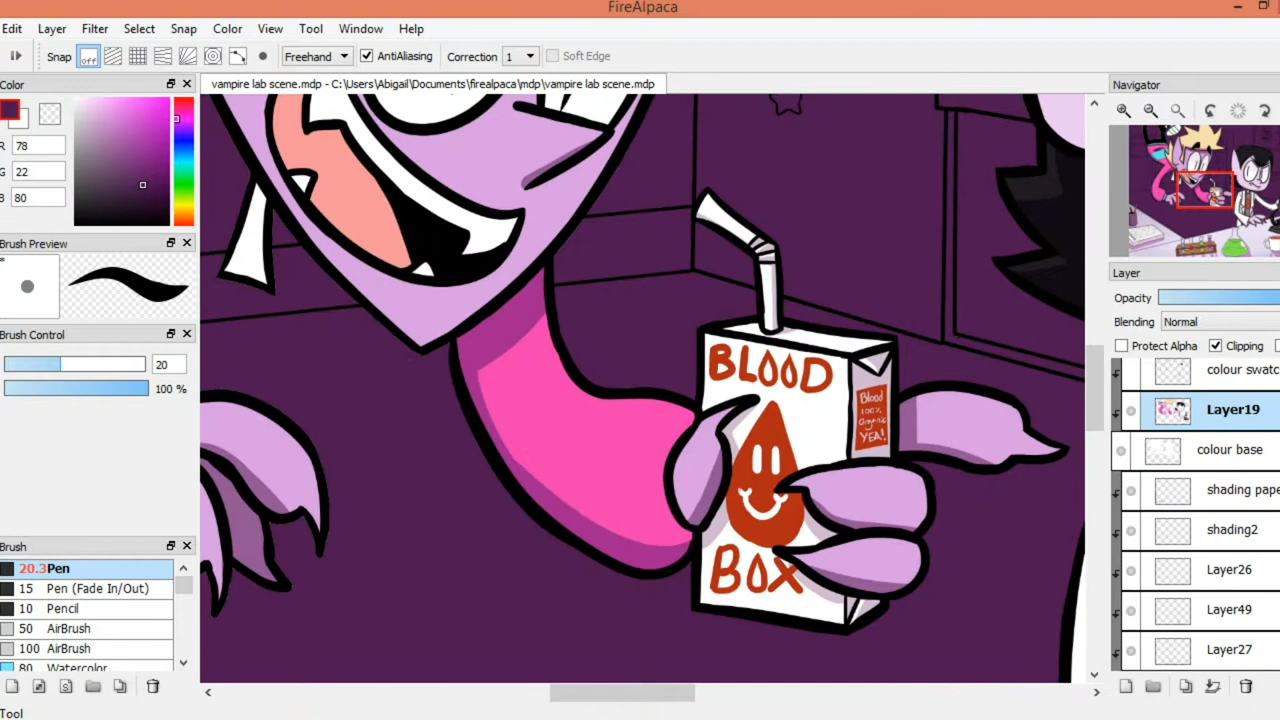 FireAlpaca
Edit Layer Filter Select Snap Color View Tool Window Help
Snap off Freehand AntiAliasing Correction 1 Soft Edge
Color
vampire lab scene.mdp - C:\Users\Abigail\Documents\firealpaca\mdp\vampire lab scene.mdp
Navigator
R 78
G 22
B 80
Brush Preview
Brush Control
20
100 %
BLOOD
BOX
Blood
100%
Organic
YEA!
Layer
Opacity
Blending Normal
Protect Alpha Clipping
colour swatc
Layer19
colour base
shading pape
shading2
Layer26
Layer49
Layer27
Brush
20.3 Pen
15 Pen (Fade In/Out)
10 Pencil
50 AirBrush
100 AirBrush
80 Watercolor
Tool